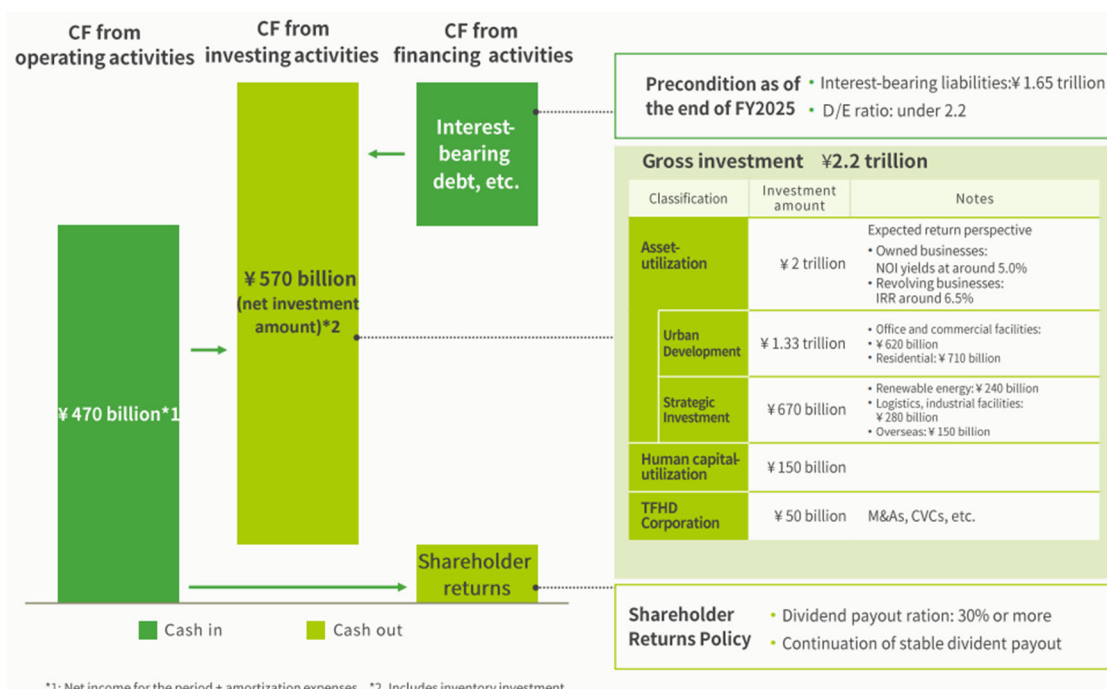 CF from
operating activities
CF from
investing activities
CF from
financing activities
Interest-
bearing
debt, etc.
¥ 570 billion
(net investment
amount)*2
¥ 470 billion*1
Shareholder
returns
Cash in
Cash out
*1: Net income for the period + amortization expenses *2 Includes inventory investment
Precondition as of
the end of FY2025
• Interest-bearing liabilities:¥ 1.65 trillion
• D/E ratio: under 2.2
Gross investment ¥2.2 trillion
Classification
Investment
amount
Notes
Asset-
utilization
¥ 2 trillion
Expected return perspective
• Owned businesses:
NOI yields at around 5.0%
• Revolving businesses:
IRR around 6.5%
Urban
Development
¥ 1.33 trillion
• Office and commercial facilities:
• ¥ 620 billion
• Residential: ¥ 710 billion
Strategic
Investment
¥ 670 billion
• Renewable energy: ¥ 240 billion
• Logistics, industrial facilities:
¥ 280 billion
• Overseas: ¥ 150 billion
Human capital-
utilization
¥ 150 billion
TFHD
Corporation
¥ 50 billion
M&As, CVCs, etc.
Shareholder
Returns Policy
• Dividend payout ration: 30% or more
• Continuation of stable divident payout